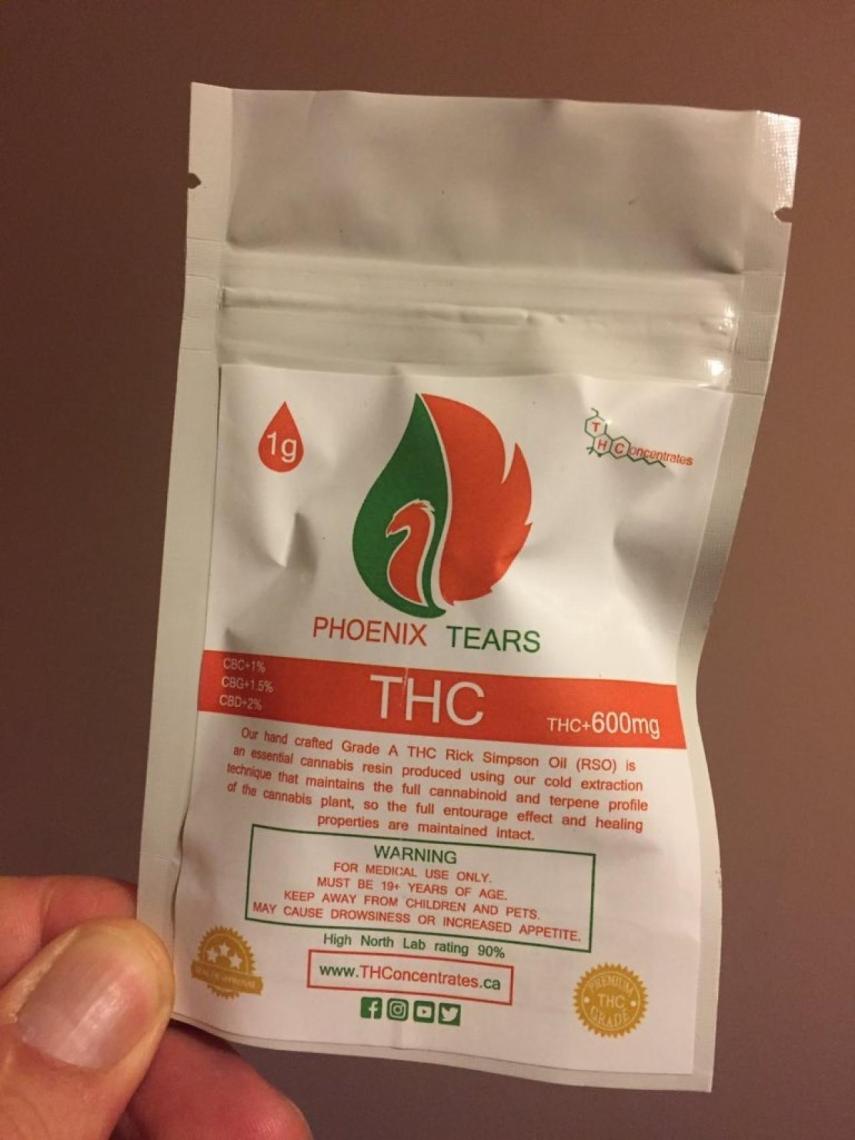 1g
THConcentrates
PHOENIX TEARS
CBC+1%
CBG+1.5%
CBD+2%
THC
THC+600mg
Our hand crafted Grade A THC Rick Simpson Oil (RSO) is
an essential cannabis resin produced using our cold extraction
technique that maintains the full cannabinoid and terpene profile
of the cannabis plant, so the full entourage effect and healing
properties are maintained intact.
WARNING
FOR MEDICAL USE ONLY.
MUST BE 19+ YEARS OF AGE.
KEEP AWAY FROM CHILDREN AND PETS.
MAY CAUSE DROWSINESS OR INCREASED APPETITE.
High North Lab rating 90%
www.THConcentrates.ca
PREMIUM
THC
GRADE